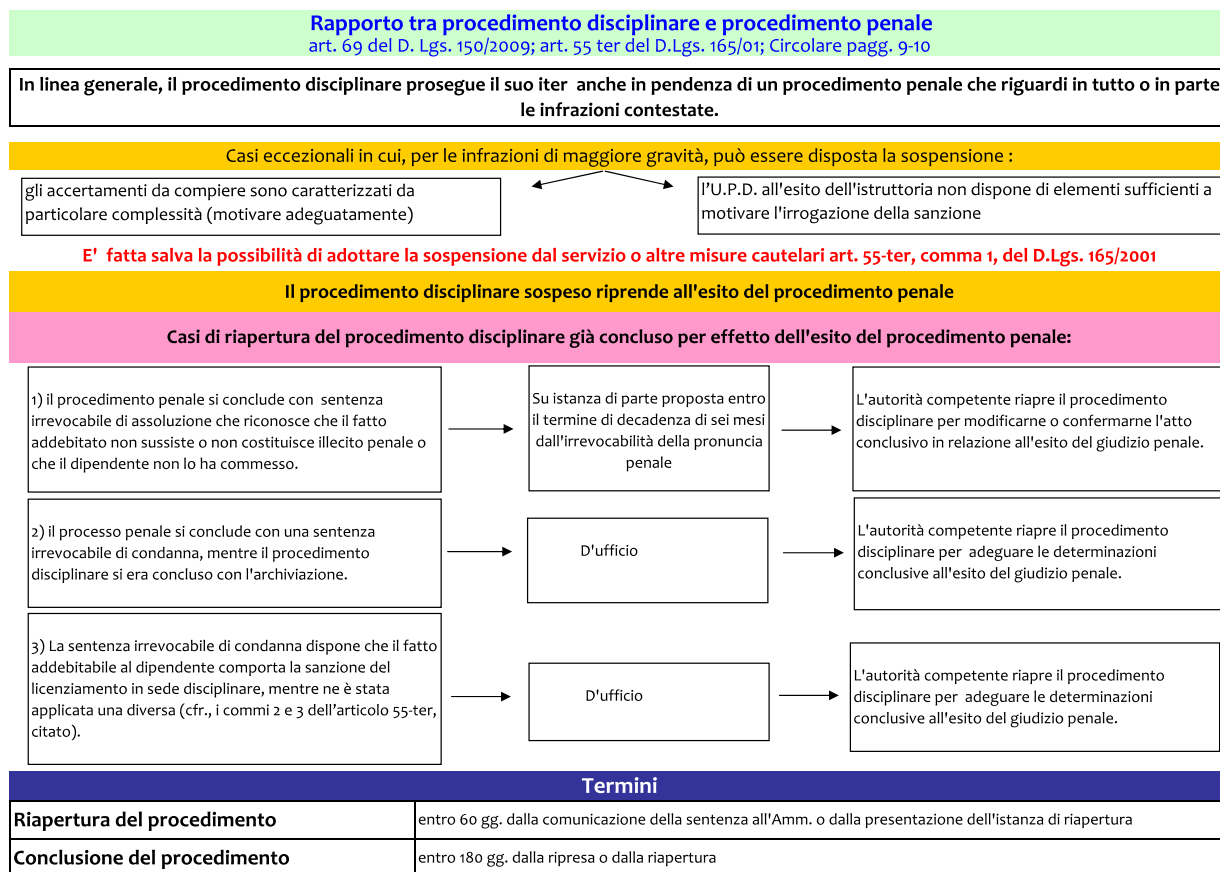 Rapporto tra procedimento disciplinare e procedimento penale
art. 69 del D. Lgs. 150/2009; art. 55 ter del D.Lgs. 165/01; Circolare pagg. 9-10
In linea generale, il procedimento disciplinare prosegue il suo iter anche in pendenza di un procedimento penale che riguardi in tutto o in parte
le infrazioni contestate.
Casi eccezionali in cui, per le infrazioni di maggiore gravità, può essere disposta la sospensione :
gli accertamenti da compiere sono caratterizzati da
particolare complessità (motivare adeguatamente)
l’U.P.D. all'esito dell'istruttoria non dispone di elementi sufficienti a
motivare l'irrogazione della sanzione
E' fatta salva la possibilità di adottare la sospensione dal servizio o altre misure cautelari art. 55-ter, comma 1, del D.Lgs. 165/2001
Il procedimento disciplinare sospeso riprende all'esito del procedimento penale
Casi di riapertura del procedimento disciplinare già concluso per effetto dell'esito del procedimento penale:
1) il procedimento penale si conclude con sentenza
irrevocabile di assoluzione che riconosce che il fatto
addebitato non sussiste o non costituisce illecito penale o
che il dipendente non lo ha commesso.
Su istanza di parte proposta entro
il termine di decadenza di sei mesi
dall'irrevocabilità della pronuncia
penale
L'autorità competente riapre il procedimento
disciplinare per modificarne o confermarne l'atto
conclusivo in relazione all'esito del giudizio penale.
2) il processo penale si conclude con una sentenza
irrevocabile di condanna, mentre il procedimento
disciplinare si era concluso con l'archiviazione.
D'ufficio
L'autorità competente riapre il procedimento
disciplinare per adeguare le determinazioni
conclusive all'esito del giudizio penale.
3) La sentenza irrevocabile di condanna dispone che il fatto
addebitabile al dipendente comporta la sanzione del
licenziamento in sede disciplinare, mentre ne è stata
applicata una diversa (cfr., i commi 2 e 3 dell’articolo 55-ter,
citato).
D'ufficio
L'autorità competente riapre il procedimento
disciplinare per adeguare le determinazioni
conclusive all'esito del giudizio penale.
Termini
Riapertura del procedimento
entro 60 gg. dalla comunicazione della sentenza all'Amm. o dalla presentazione dell'istanza di riapertura
Conclusione del procedimento
entro 180 gg. dalla ripresa o dalla riapertura